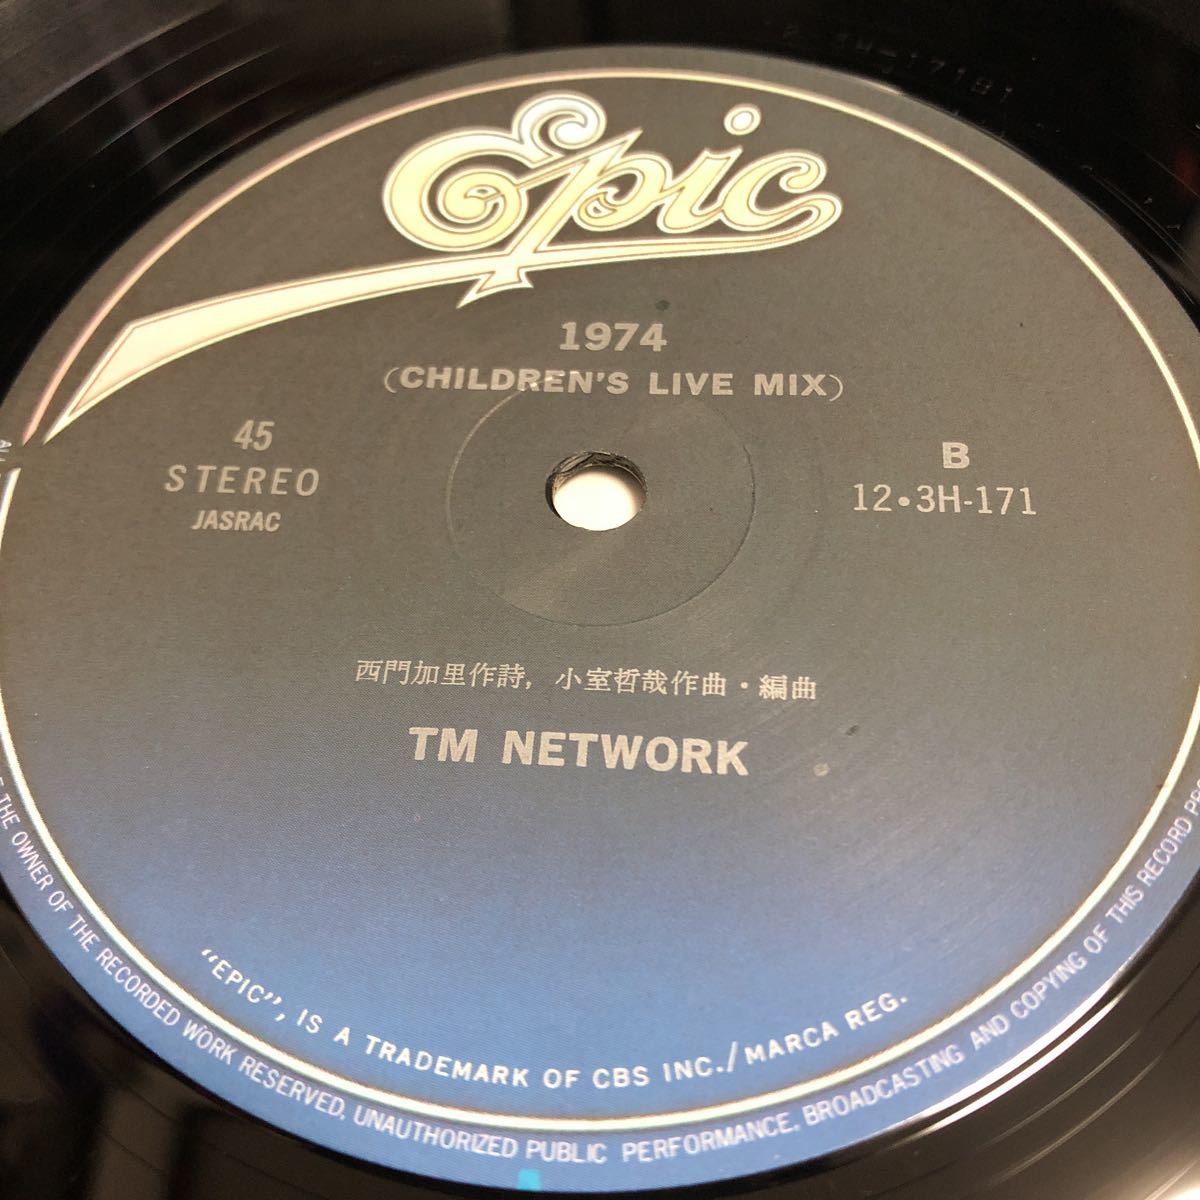 Epic
1974
(CHILDREN'S LIVE MIX)
45
STEREO
JASRAC
B
12・3H-171
西門加里作詩, 小室哲哉作曲・編曲
TM NETWORK
"EPIC", IS A TRADEMARK OF CBS INC./MARCA REG.
THE OWNER OF THE RECORDED WORK RESERVED. UNAUTHORIZED PUBLIC PERFORMANCE, BROADCASTING AND COPYING OF THIS RECORD